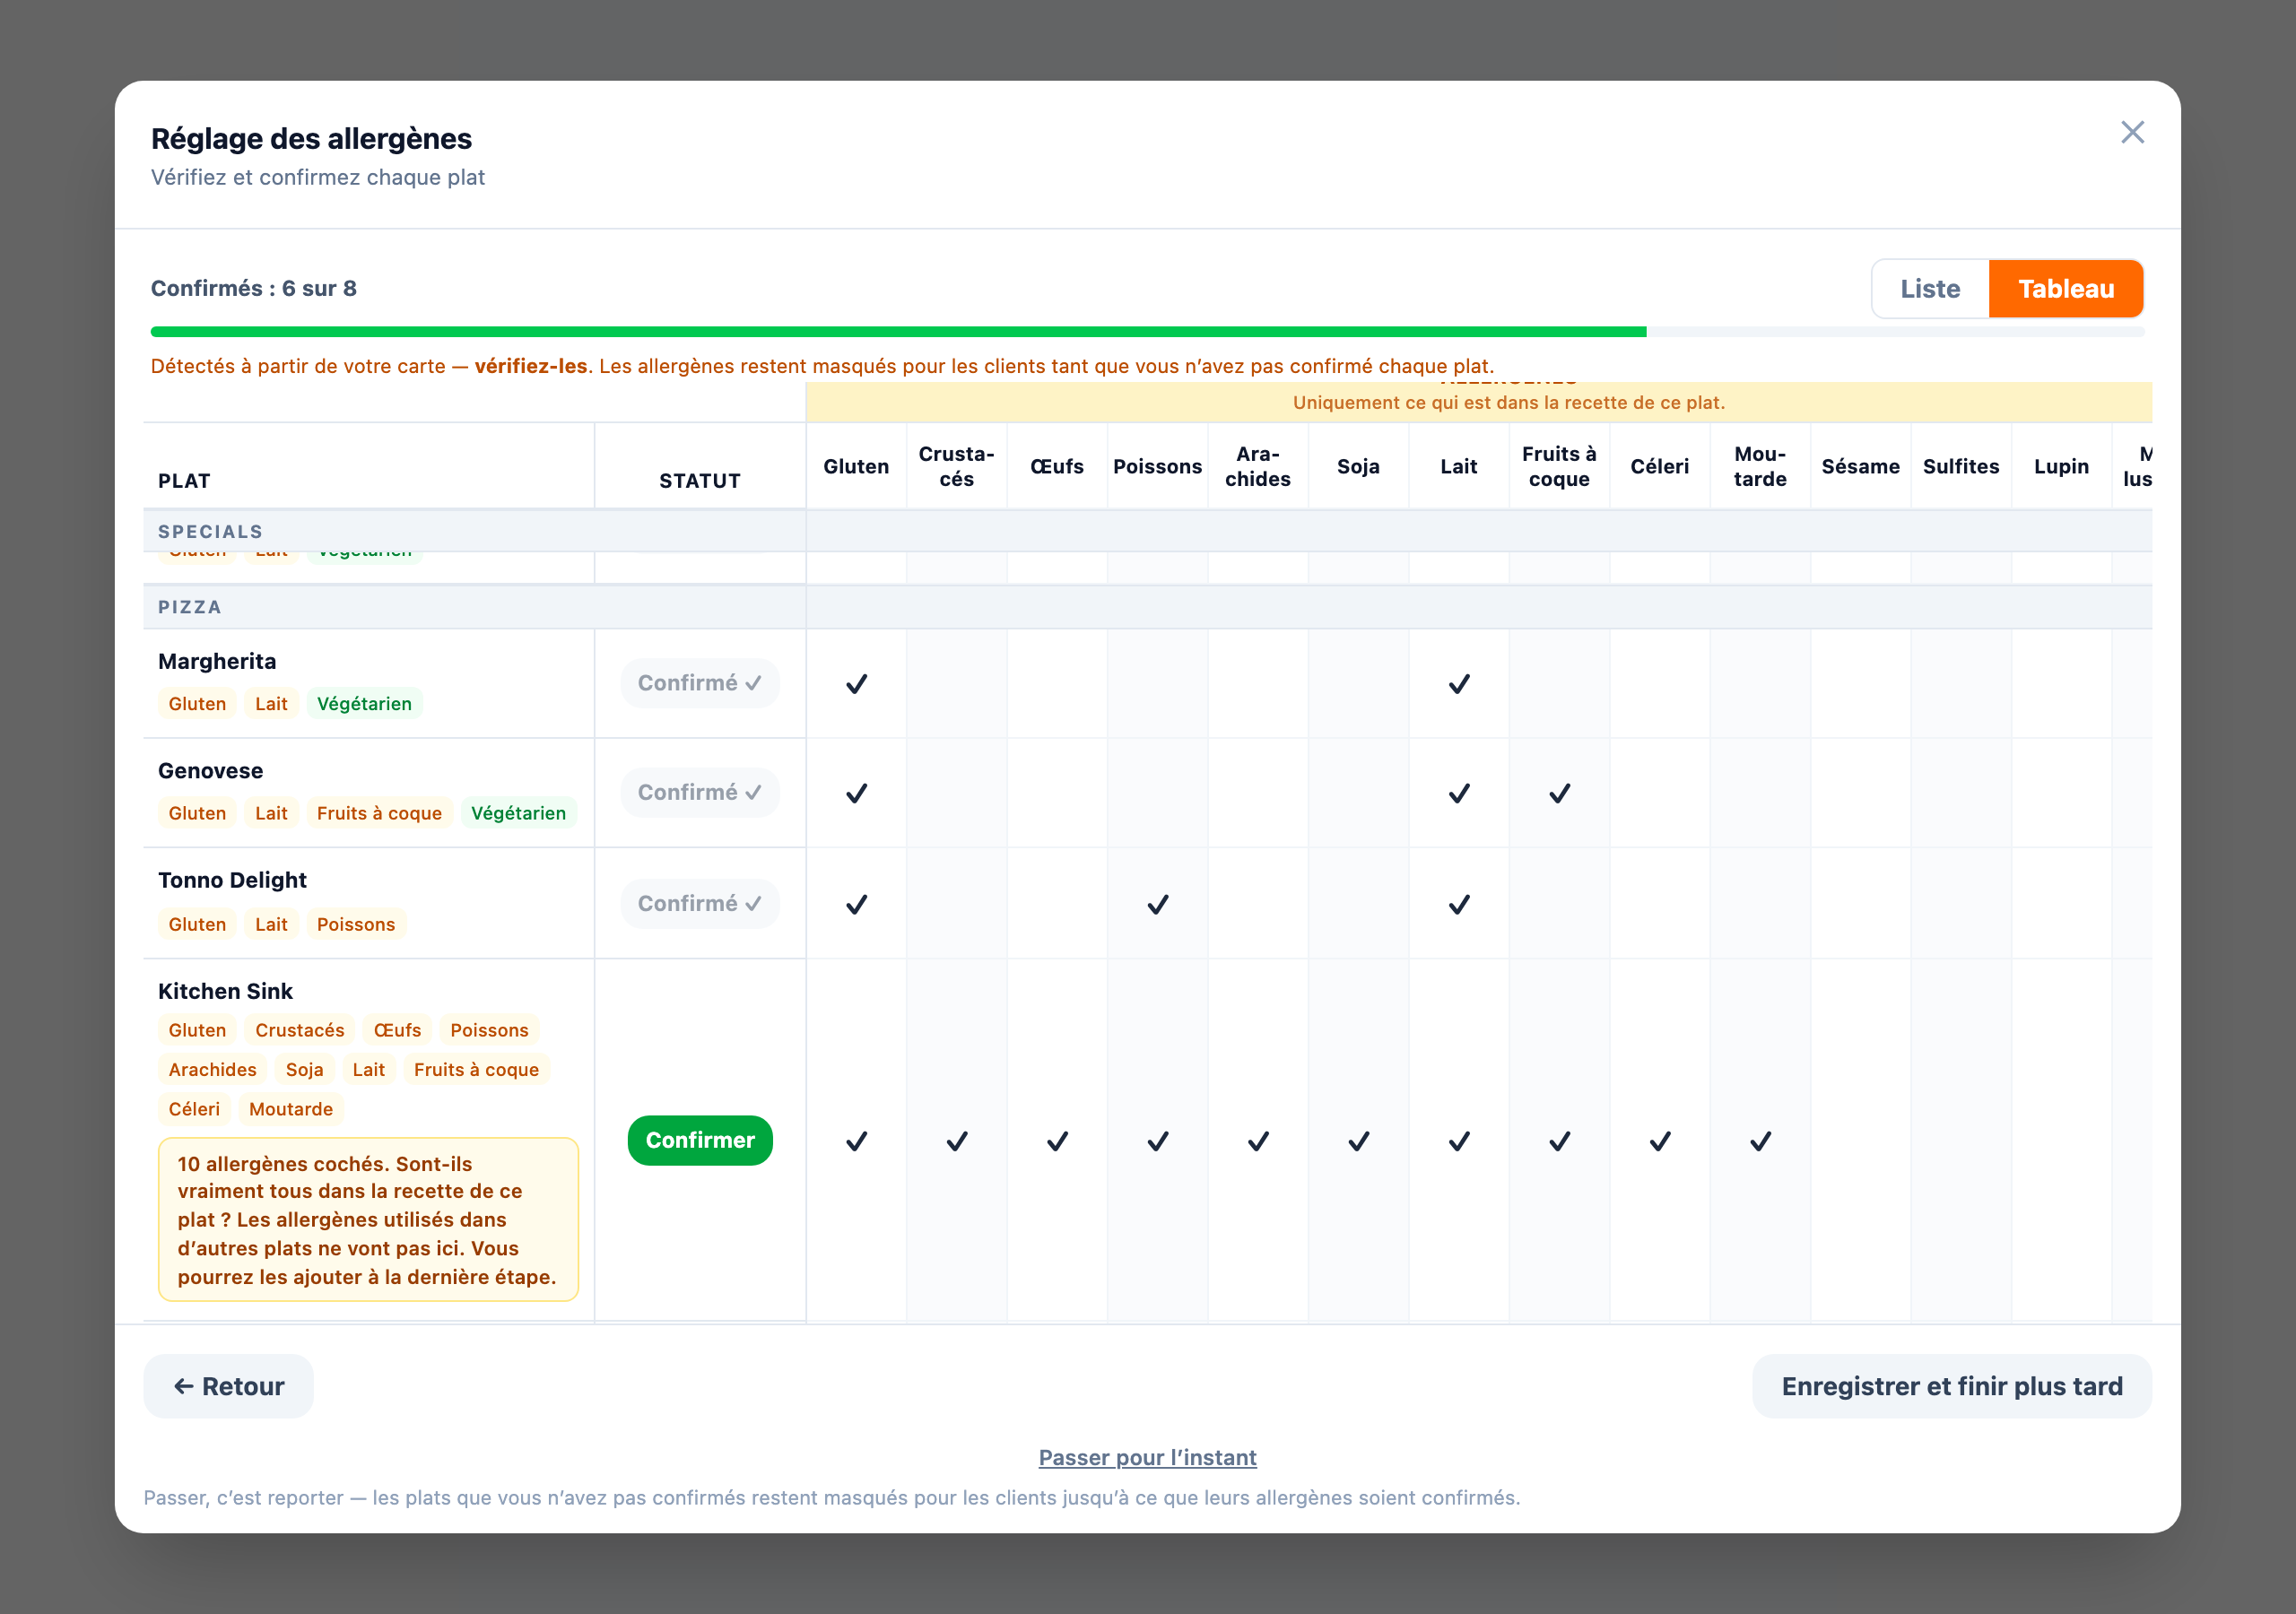 Réglage des allergènes
Vérifiez et confirmez chaque plat
Confirmés : 6 sur 8
Liste
Tableau
Détectés à partir de votre carte — vérifiez-les. Les allergènes restent masqués pour les clients tant que vous n’avez pas confirmé chaque plat.
Uniquement ce qui est dans la recette de ce plat.
PLAT
STATUT
Gluten
Crusta-
cés
Œufs
Poissons
Ara-
chides
Soja
Lait
Fruits à
coque
Céleri
Mou-
tarde
Sésame
Sulfites
Lupin
SPECIALS
Gluten Lait Végétarien
PIZZA
Margherita
Gluten Lait Végétarien
Confirmé ✓
Genovese
Gluten Lait Fruits à coque Végétarien
Confirmé ✓
Tonno Delight
Gluten Lait Poissons
Confirmé ✓
Kitchen Sink
Gluten Crustacés Œufs Poissons
Arachides Soja Lait Fruits à coque
Céleri Moutarde
10 allergènes cochés. Sont-ils
vraiment tous dans la recette de ce
plat ? Les allergènes utilisés dans
d’autres plats ne vont pas ici. Vous
pourrez les ajouter à la dernière étape.
Confirmer
← Retour
Enregistrer et finir plus tard
Passer pour l’instant
Passer, c’est reporter — les plats que vous n’avez pas confirmés restent masqués pour les clients jusqu’à ce que leurs allergènes soient confirmés.